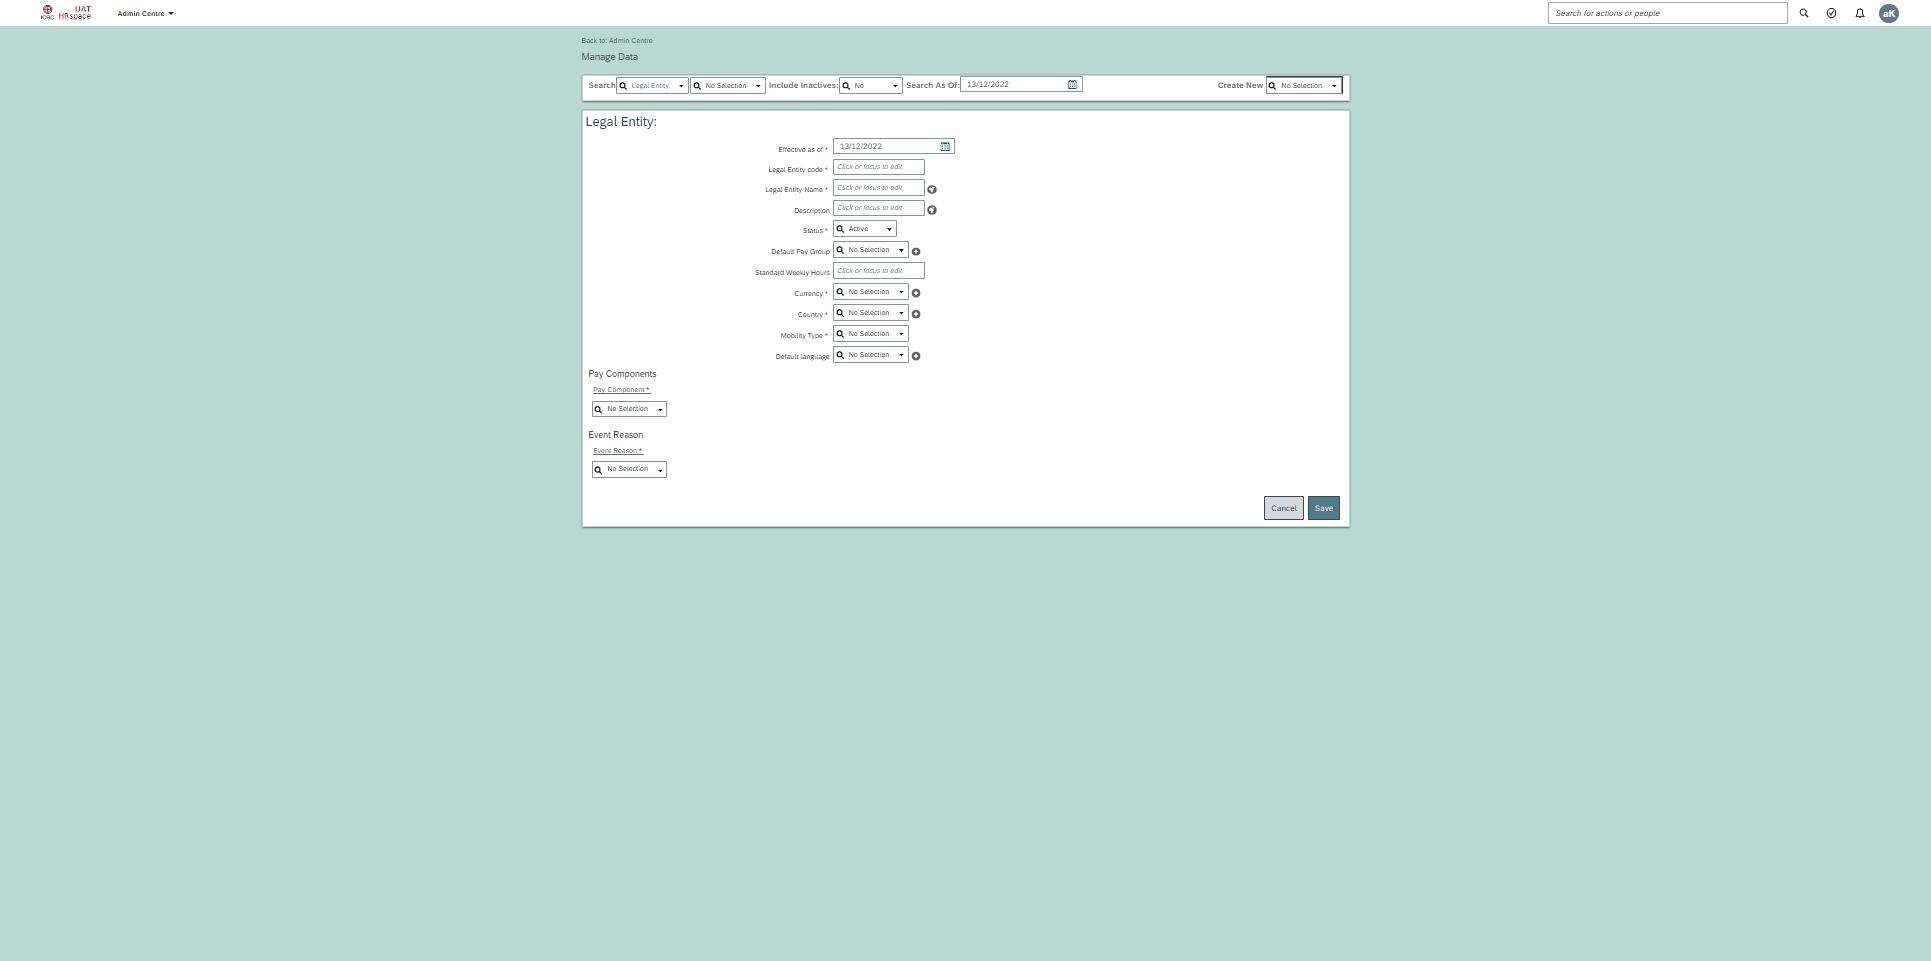 ICRC UAT HRspace Admin Centre Search for actions or people aK
Back to: Admin Centre
Manage Data
Search Legal Entity No Selection Include Inactives: No Search As Of: 13/12/2022 Create New No Selection
Legal Entity:
Effective as of * 13/12/2022
Legal Entity code * Click or focus to edit
Legal Entity Name * Click or focus to edit
Description Click or focus to edit
Status * Active
Default Pay Group No Selection
Standard Weekly Hours Click or focus to edit
Currency * No Selection
Country * No Selection
Mobility Type * No Selection
Default language No Selection
Pay Components
Pay Component *
No Selection
Event Reason
Event Reason *
No Selection
Cancel Save